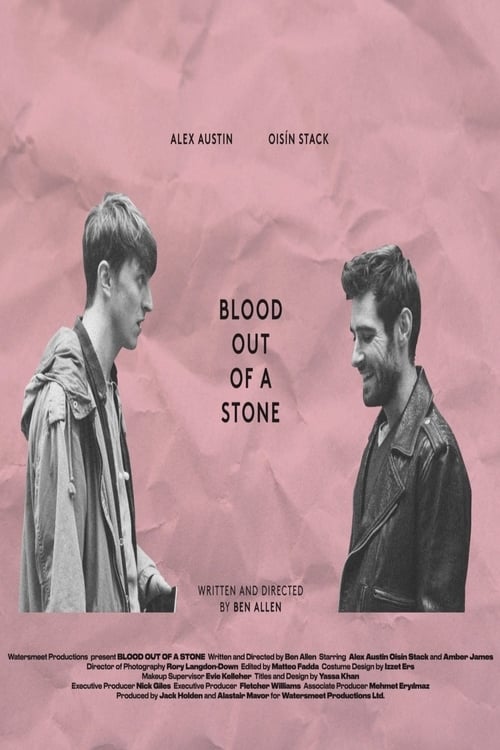 ALEX AUSTIN OISÍN STACK
BLOOD
OUT
OF A
STONE
WRITTEN AND DIRECTED
BY BEN ALLEN
Watersmeet Productions present BLOOD OUT OF A STONE Written and Directed by Ben Allen Starring Alex Austin Oisín Stack and Amber James
Director of Photography Rory Langdon-Down Edited by Matteo Fadda Costume Design by Izzet Ers
Makeup Supervisor Evie Kelleher Titles and Design by Yassa Khan
Executive Producer Nick Giles Executive Producer Fletcher Williams Associate Producer Mehmet Eryılmaz
Produced by Jack Holden and Alastair Mavor for Watersmeet Productions Ltd.